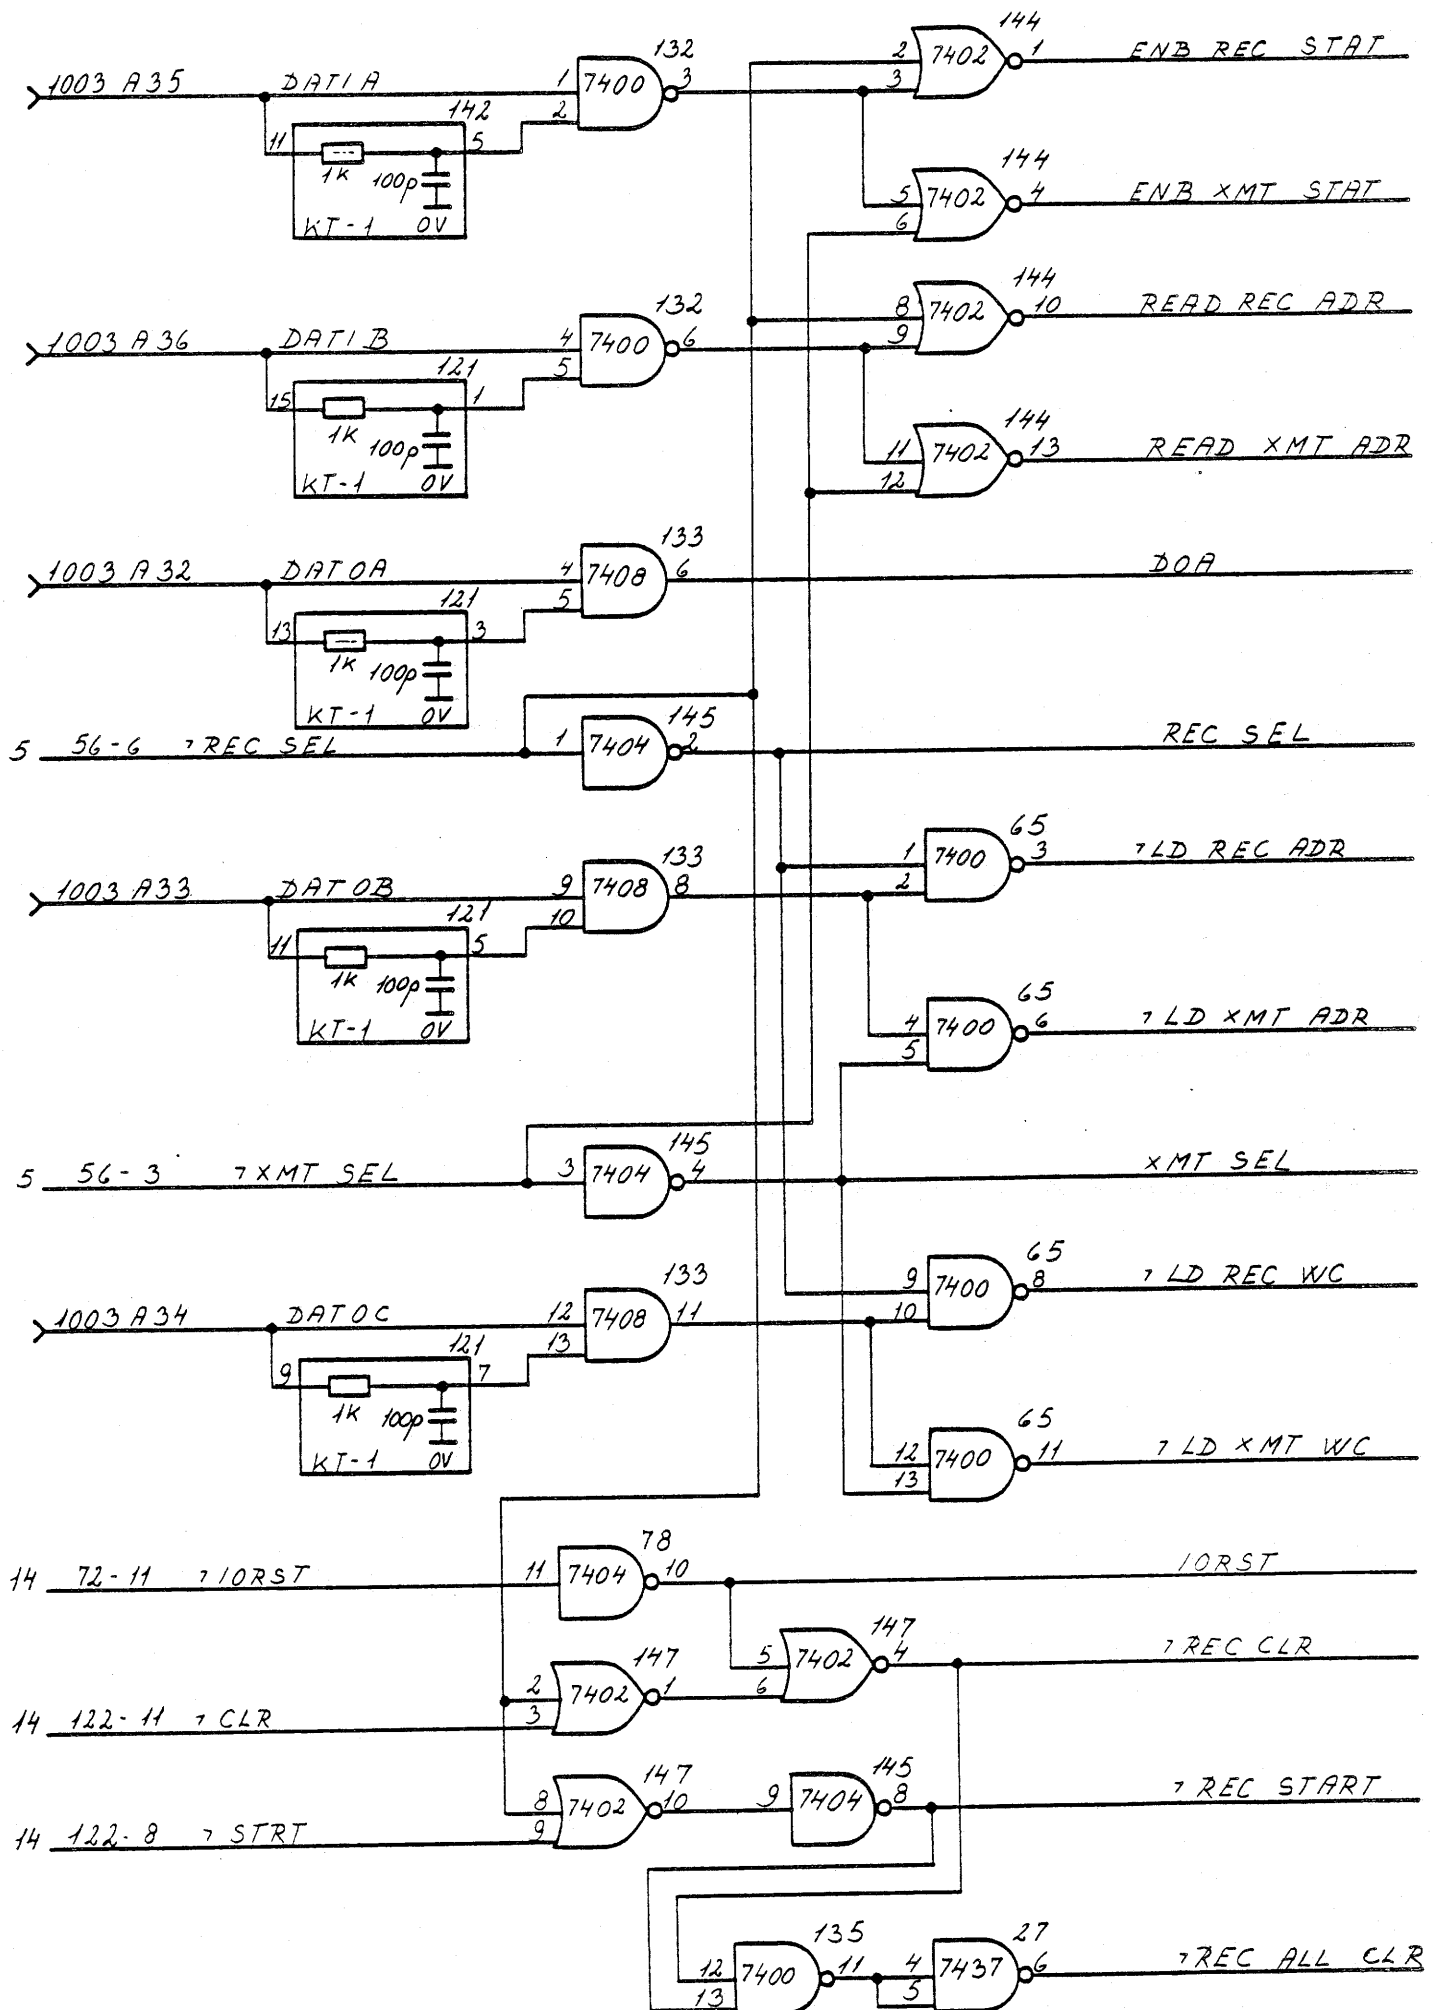 144
132
2 7402 1 ENB REC STAT
1003 A35 DATIA 1 7400 3 3
142 2
11 5
1K 100p
KT-1 0V
144
5 7402 4 ENB XMT STAT
6
132 144
8 7402 10 READ REC ADR
1003 A36 DATIB 4 7400 6 9
121 5
15 1
1K 100p
KT-1 0V
144
11 7402 13 READ XMT ADR
12
133
1003 A32 DATOA 4 7408 6 DOA
121 5
13 3
1K 100p
KT-1 0V
145
5 56-6 ¬REC SEL 1 7404 2 REC SEL
65
133
1 7400 3 ¬LD REC ADR
1003 A33 DATOB 9 7408 8 2
121 10
11 5
1K 100p
KT-1 0V
65
4 7400 6 ¬LD XMT ADR
5
145
5 56-3 ¬XMT SEL 3 7404 4 XMT SEL
65
133
9 7400 8 ¬LD REC WC
1003 A34 DATOC 12 7408 11 10
121 13
9 7
1K 100p
KT-1 0V
65
12 7400 11 ¬LD XMT WC
13
78
14 72-11 ¬IORST 11 7404 10 IORST
147
5 7402 4 ¬REC CLR
6
147
2 7402 1
14 122-11 ¬CLR 3
147 145
8 7402 10 9 7404 8 ¬REC START
14 122-8 ¬STRT 9
135 27
12 7400 11 4 7437 6 ¬REC ALL CLR
13 5